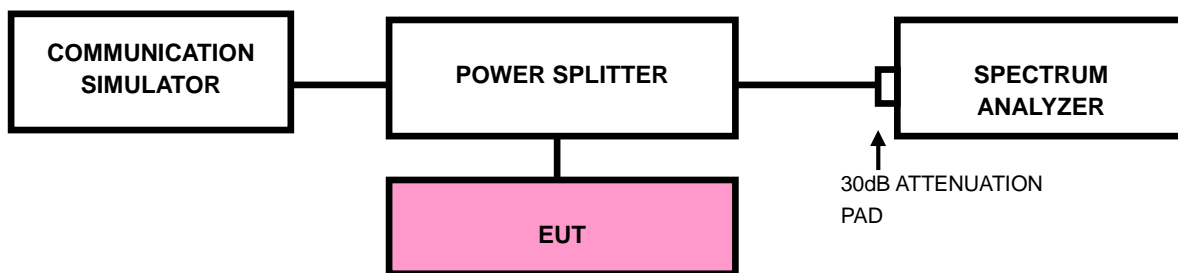 COMMUNICATION
SIMULATOR
POWER SPLITTER
SPECTRUM
ANALYZER
30dB ATTENUATION
PAD
EUT